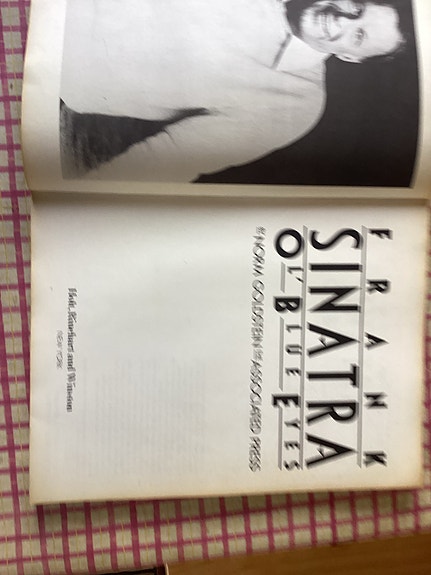 FRANK
SINATRA
OL' BLUE EYES
BY NORM GOLDSTEIN AND THE ASSOCIATED PRESS
Holt, Rinehart and Winston
NEW YORK